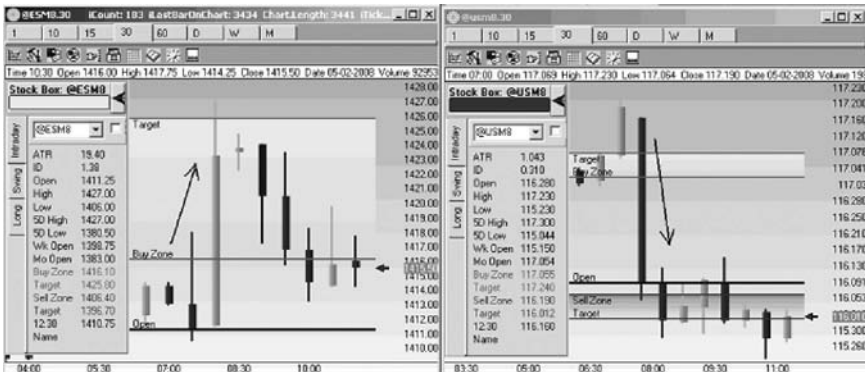 @ESM8.30 iCount: 183 iLastBarOnChart: 3434 Chart.Length: 3441 (Tick
1 10 15 30 60 D W M
Time 10:30 Open 1416.00 High 1417.75 Low 1414.25 Close 1415.50 Date 05-02-2008 Volume 92953
Stock Box: @ESM8
@ESM8
Intraday
Swing
Long
ATR 19.40
ID 1.38
Open 1411.25
High 1427.00
Low 1406.00
5D High 1427.00
5D Low 1380.50
Wk Open 1398.75
Mo Open 1383.00
Buy Zone 1416.10
Target 1425.80
Sell Zone 1406.40
Target 1396.70
12:30 1410.75
Name
Target
Buy Zone
Open
1428.00
1427.00
1426.00
1425.00
1424.00
1423.00
1422.00
1421.00
1420.00
1419.00
1418.00
1417.00
1416.00
1415.00
1414.00
1413.00
1412.00
1411.00
1410.00
04:00 05:30 07:00 08:30 10:00
@usm8.30
1 10 15 30 60 D W M
Time 07:00 Open 117.069 High 117.230 Low 117.064 Close 117.190 Date 05-02-2008 Volume 19
Stock Box: @USM8
@USM8
Intraday
Swing
Long
ATR 1.043
ID 0.310
Open 116.280
High 117.230
Low 115.230
5D High 117.300
5D Low 115.044
Wk Open 115.150
Mo Open 117.054
Buy Zone 117.055
Target 117.240
Sell Zone 116.190
Target 116.012
12:30 116.160
Name
Target
Buy Zone
Open
Sell Zone
Target
117.230
117.200
117.160
117.120
117.078
117.041
117.03
116.280
116.250
116.210
116.170
116.130
116.091
116.053
115.300
115.260
03:30 05:00 06:30 08:00 09:30 11:00